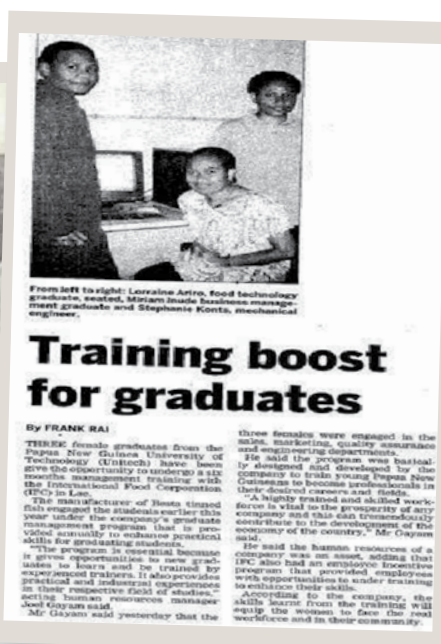 From left to right: Lorraine Ariro, food technology
graduate, seated, Miriam Inude business manage-
ment graduate and Stephanie Konts, mechanical
engineer.
Training boost
for graduates
By FRANK RAI
THREE female graduates from the
Papua New Guinea University of
Technology (Unitech) have been
give the opportunity to undergo a six
months management training with
the International Food Corporation
(IFC) in Lae.
The manufacturer of Besta tinned
fish engaged the students earlier this
year under the company's graduate
management program that is pro-
vided annually to enhance practical
skills for graduating students.
"The program is essential because
it gives opportunities to new grad-
uates to learn and be trained by
experienced trainers. It also provides
practical and industrial experiences
in their respective field of studies,"
acting human resources manager
Joel Gayam said.
Mr Gayam said yesterday that the
three females were engaged in the
sales, marketing, quality assurance
and engineering departments.
He said the program was basical-
ly designed and developed by the
company to train young Papua New
Guineans to become professionals in
their desired careers and fields.
"A highly trained and skilled work-
force is vital to the prosperity of any
company and this can tremendously
contribute to the development of the
economy of the country," Mr Gayam
said.
He said the human resources of a
company was an asset, adding that
IFC also had an employee incentive
program that provided employees
with opportunities to under training
to enhance their skills.
According to the company, the
skills learnt from the training will
equip the women to face the real
workforce and in their community.